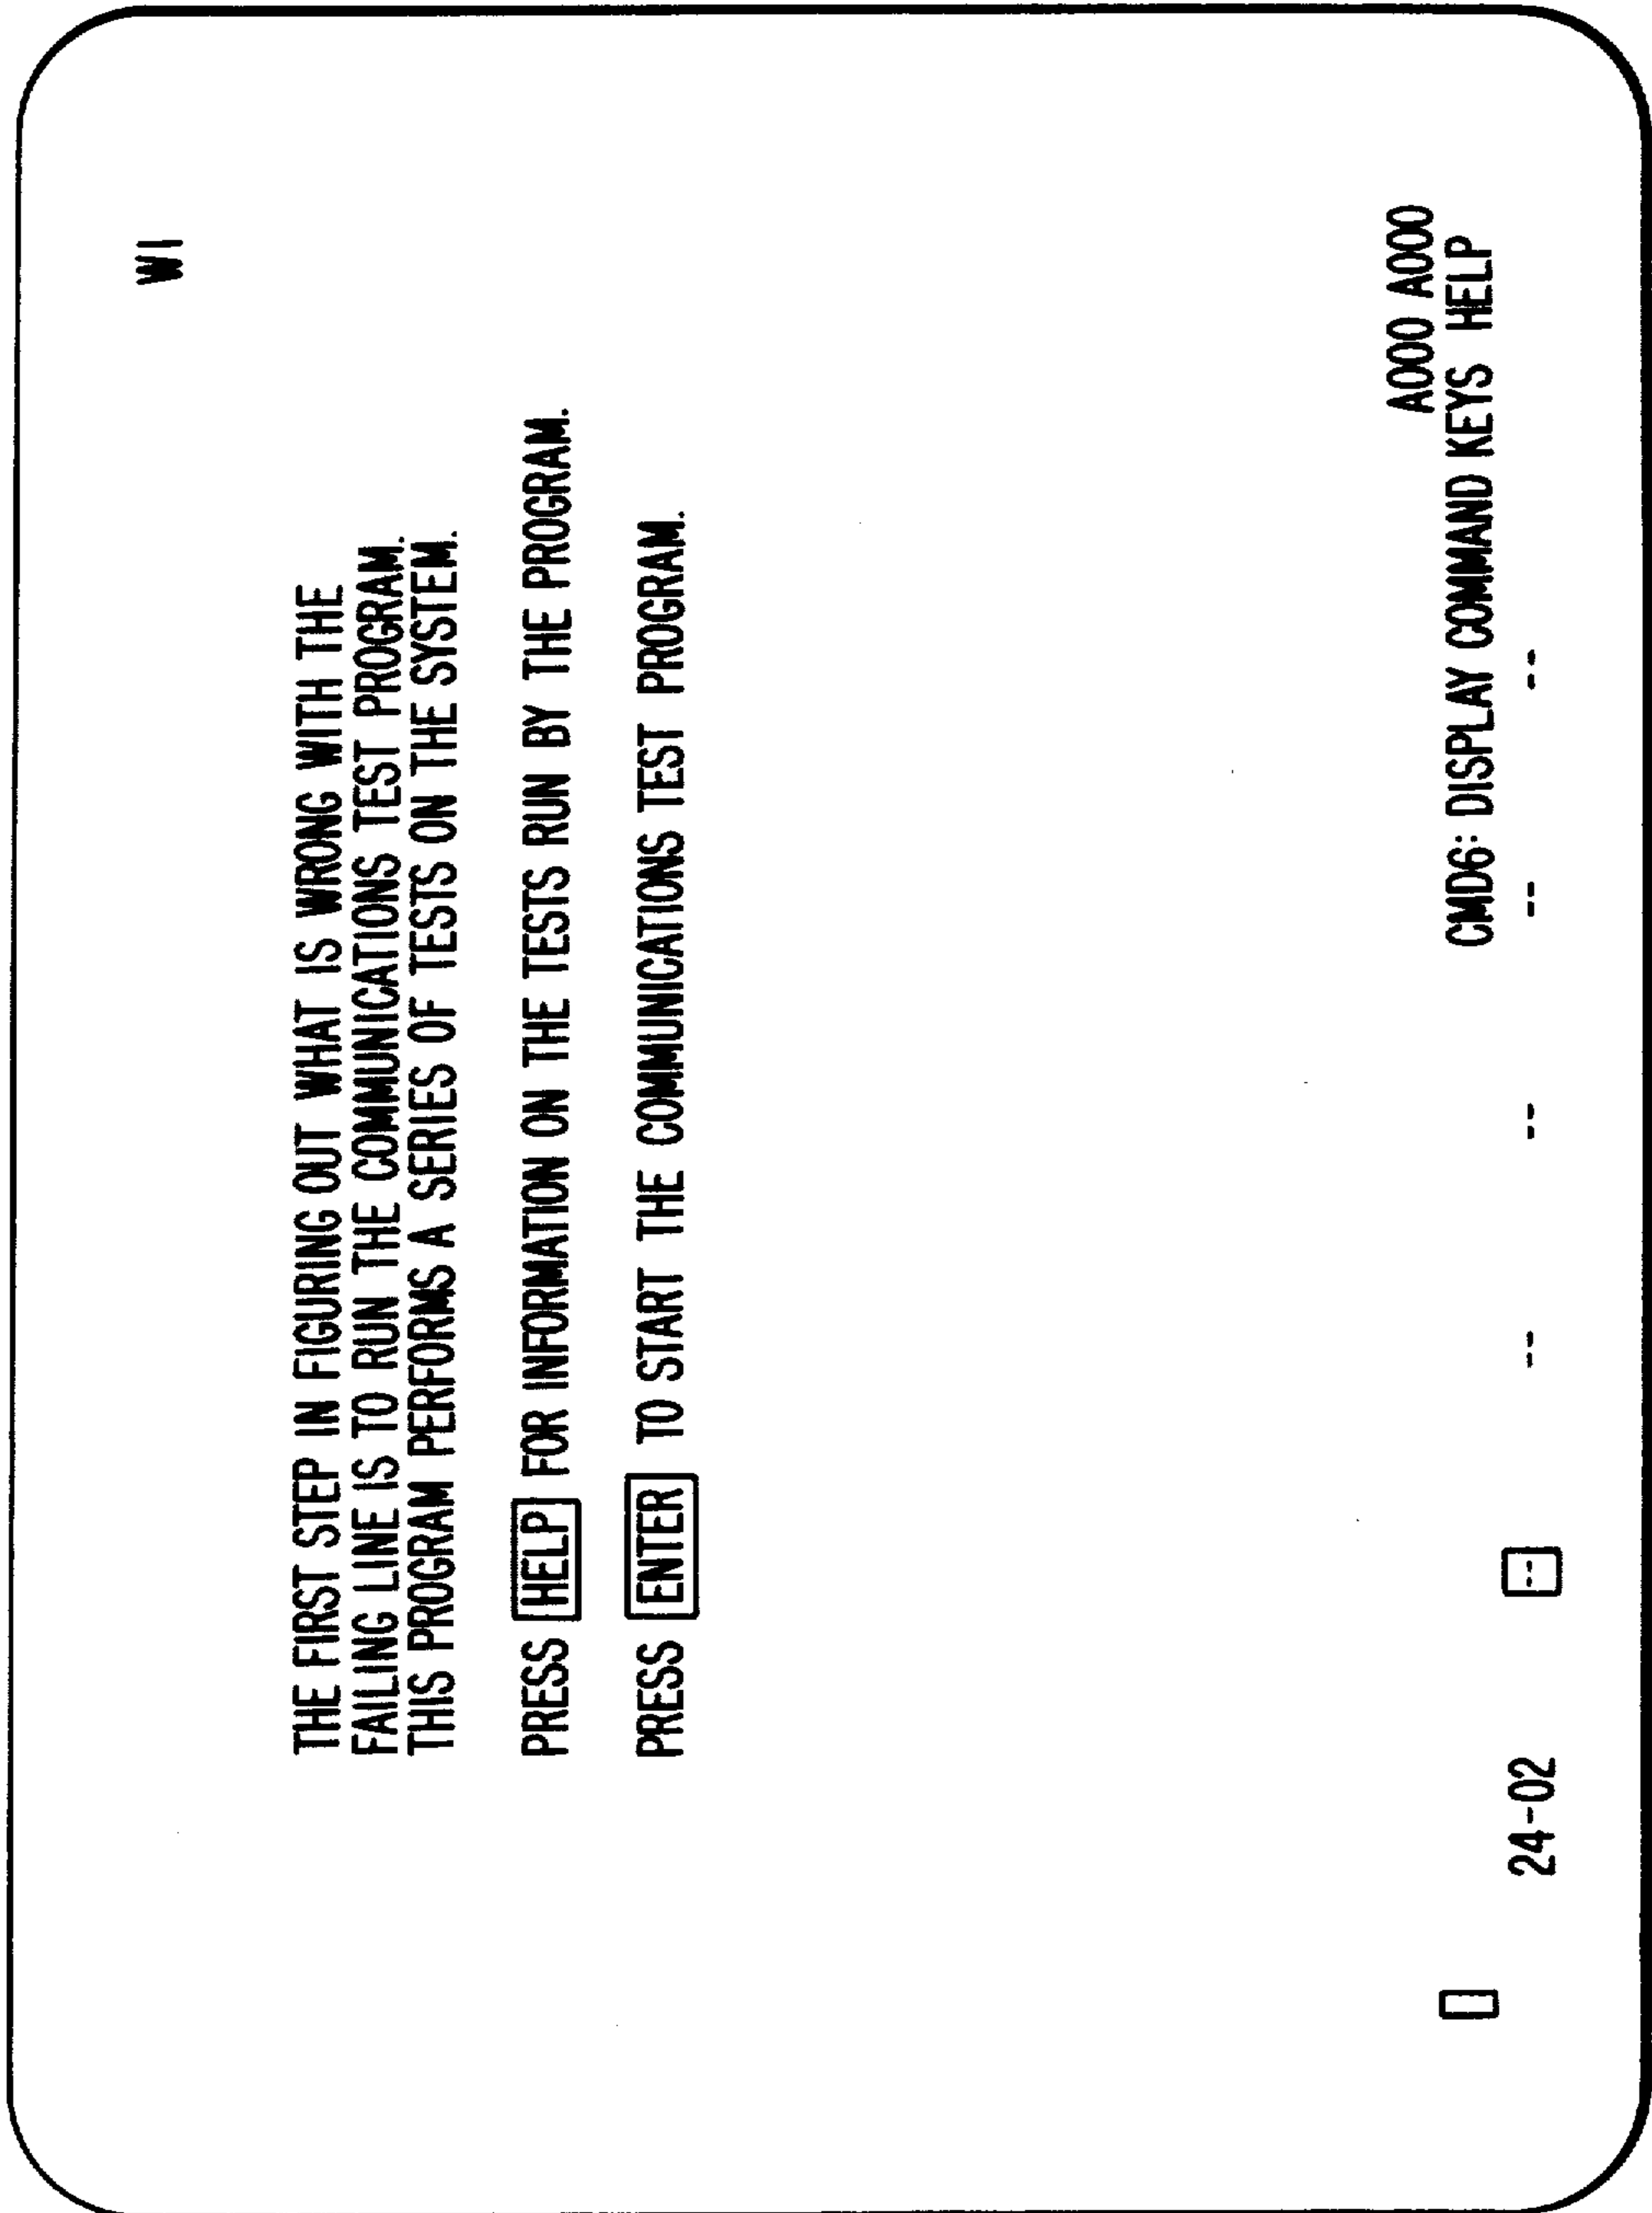 W1
THE FIRST STEP IN FIGURING OUT WHAT IS WRONG WITH THE
FAILING LINE IS TO RUN THE COMMUNICATIONS TEST PROGRAM.
THIS PROGRAM PERFORMS A SERIES OF TESTS ON THE SYSTEM.
PRESS HELP FOR INFORMATION ON THE TESTS RUN BY THE PROGRAM.
PRESS ENTER TO START THE COMMUNICATIONS TEST PROGRAM.
A000 A000
CMD6: DISPLAY COMMAND KEYS HELP
24-02 -- -- -- -- --